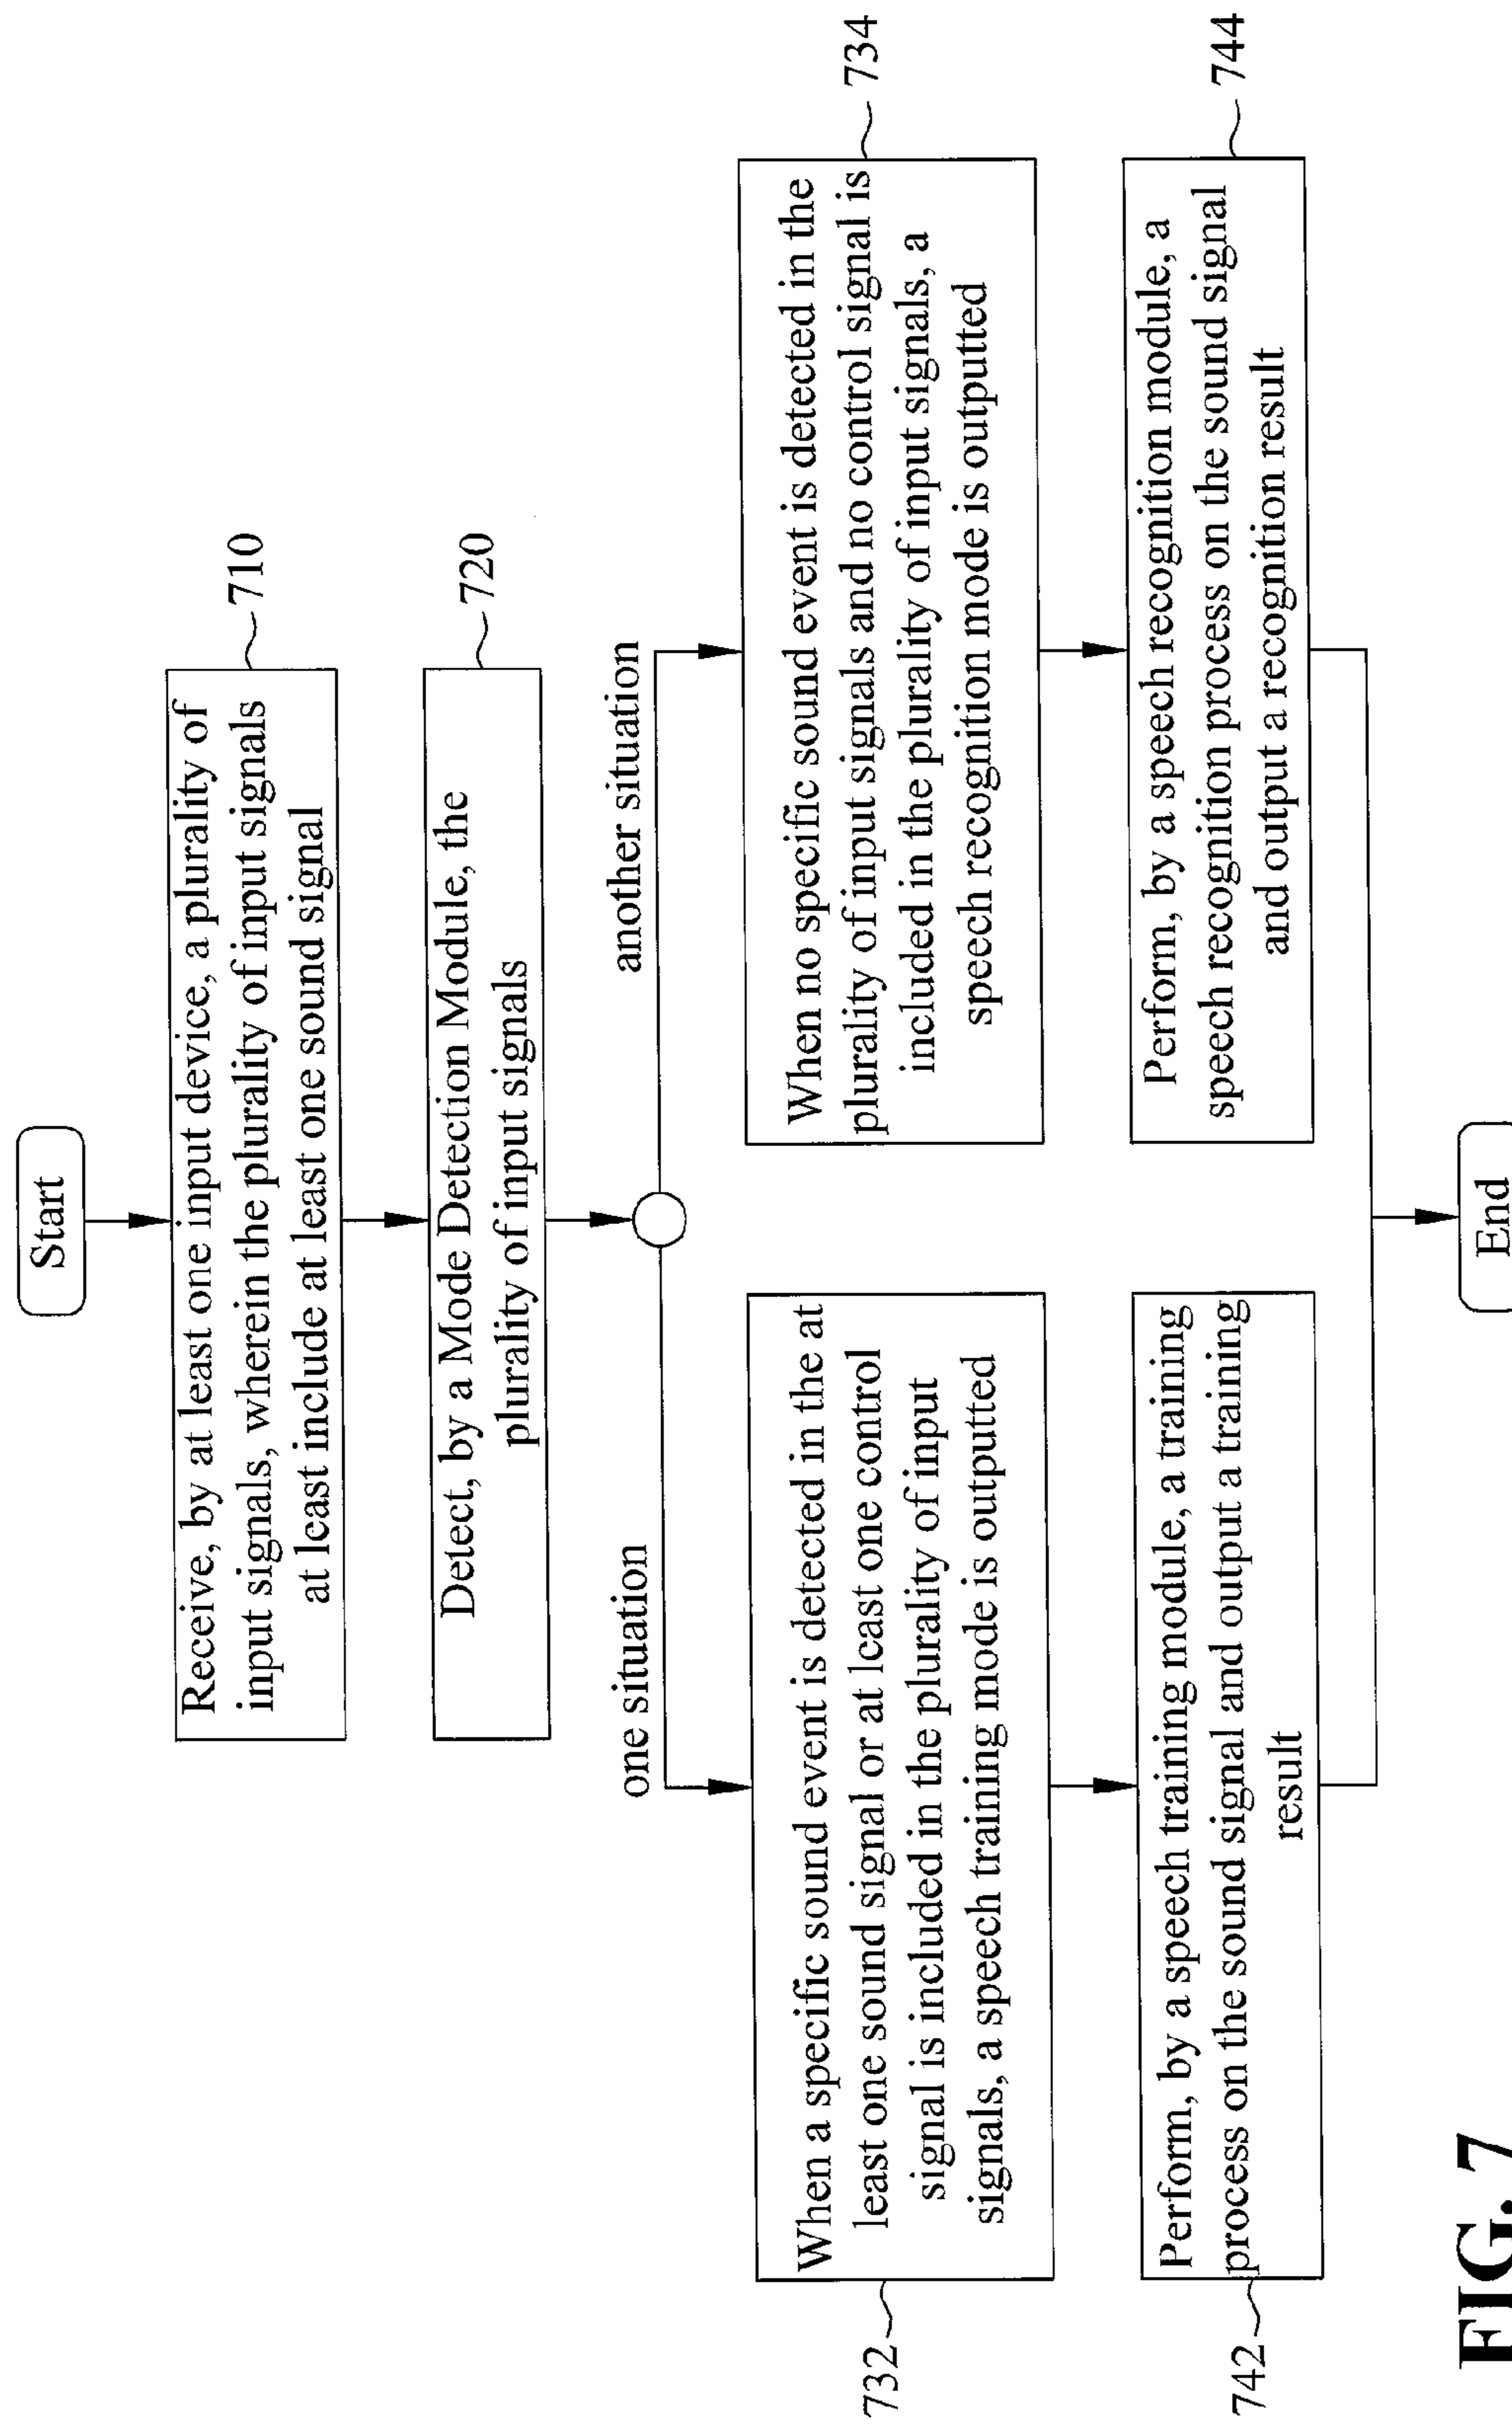 Start
Receive, by at least one input device, a plurality of
input signals, wherein the plurality of input signals
at least include at least one sound signal
710
Detect, by a Mode Detection Module, the
plurality of input signals
720
one situation
another situation
When a specific sound event is detected in the at
least one sound signal or at lcast one control
signal is included in the plurality of input
signals, a speech training mode is outputted
732
When no specific sound event is detected in the
plurality of input signals and no control signal is
included in the plurality of input signals, a
speech recognition mode is outputted
734
Perform, by a speech training module, a training
process on the sound signal and output a training
result
742
Perform, by a speech recognition module, a
speech recognition process on the sound signal
and output a recognition result
744
End
FIG. 7